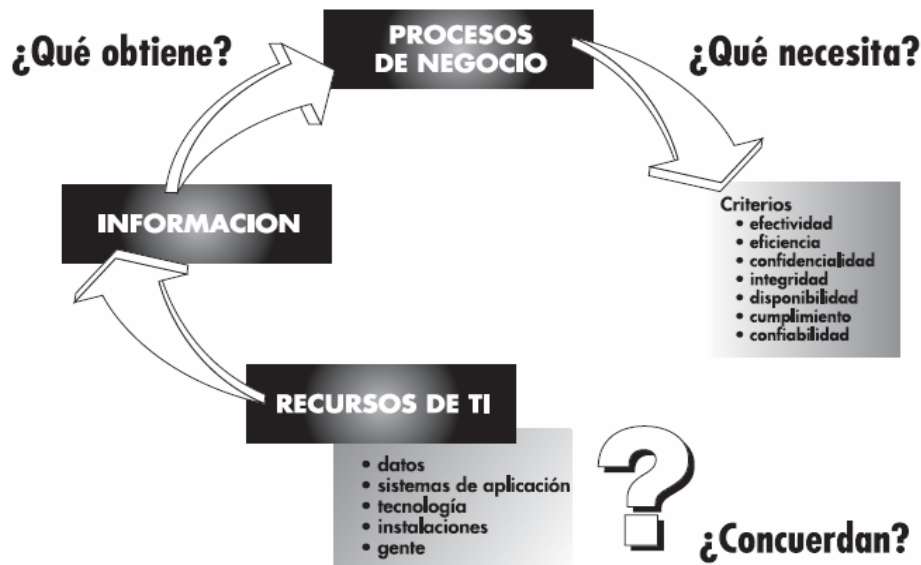 ¿Qué obtiene?
PROCESOS
DE NEGOCIO
¿Qué necesita?
INFORMACION
Criterios
• efectividad
• eficiencia
• confidencialidad
• integridad
• disponibilidad
• cumplimiento
• confiabilidad
RECURSOS DE TI
• datos
• sistemas de aplicación
• tecnología
• instalaciones
• gente
?
¿Concuerdan?